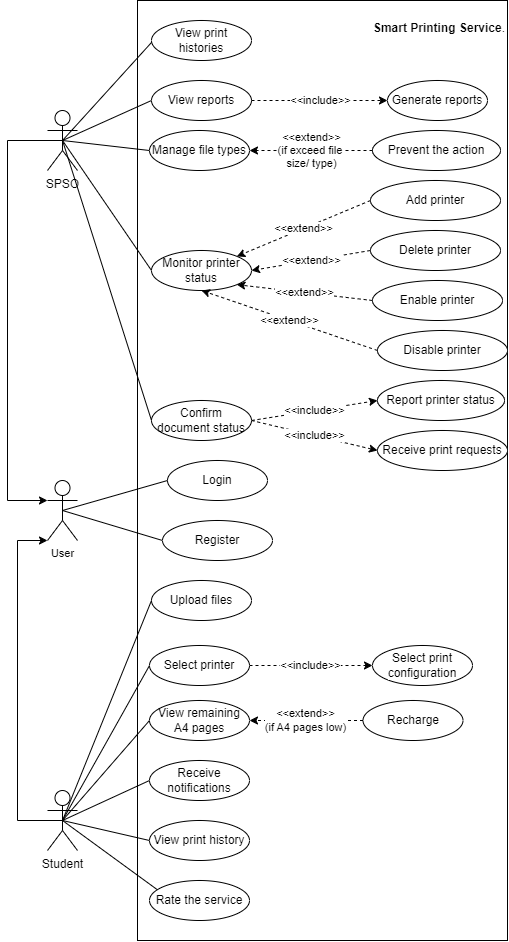 Smart Printing Service.
View print
histories
View reports
<<include>>
Generate reports
SPSO
Manage file types
<<extend>>
(if exceed file
size/ type)
Prevent the action
Add printer
<<extend>>
Monitor printer
status
<<extend>>
Delete printer
<<extend>>
Enable printer
<<extend>>
Disable printer
Confirm
document status
<<include>>
Report printer status
<<include>>
Receive print requests
Login
User
Register
Upload files
Select printer
<<include>>
Select print
configuration
View remaining
A4 pages
<<extend>>
(if A4 pages low)
Recharge
Receive
notifications
View print history
Student
Rate the service